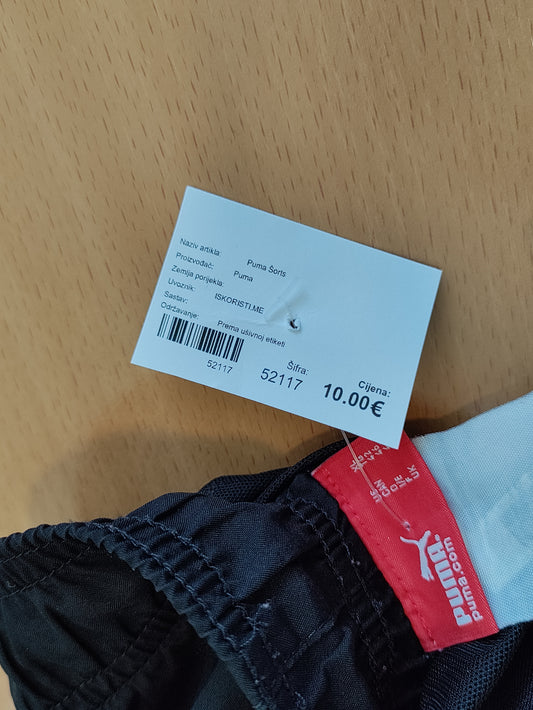 Naziv artikla: Puma Šorts
Proizvođač: Puma
Zemlja porijekla:
Uvoznik: ISKORISTI.ME
Sastav:
Održavanje: Prema ušivnoj etiketi
52117
Šifra:
52117
Cijena:
10.00€
PUMA
puma.com